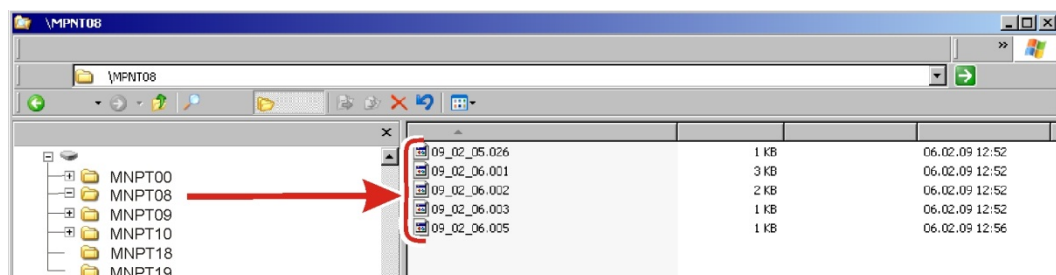 \MPNT08
»
\MPNT08
09_02_05.026 1 KB 06.02.09 12:52
09_02_06.001 3 KB 06.02.09 12:52
09_02_06.002 2 KB 06.02.09 12:52
09_02_06.003 1 KB 06.02.09 12:52
09_02_06.005 1 KB 06.02.09 12:56
MNPT00
MNPT08
MNPT09
MNPT10
MNPT18
MNPT19